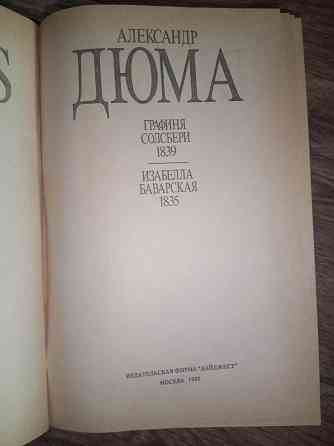 S
АЛЕКСАНДР
ДЮМА
ГРАФИНЯ
СОЛСБЕРИ
1839
ИЗАБЕЛЛА
БАВАРСКАЯ
1835
ИЗДАТЕЛЬСКАЯ ФИРМА "ДАЙДЖЕСТ"
МОСКВА